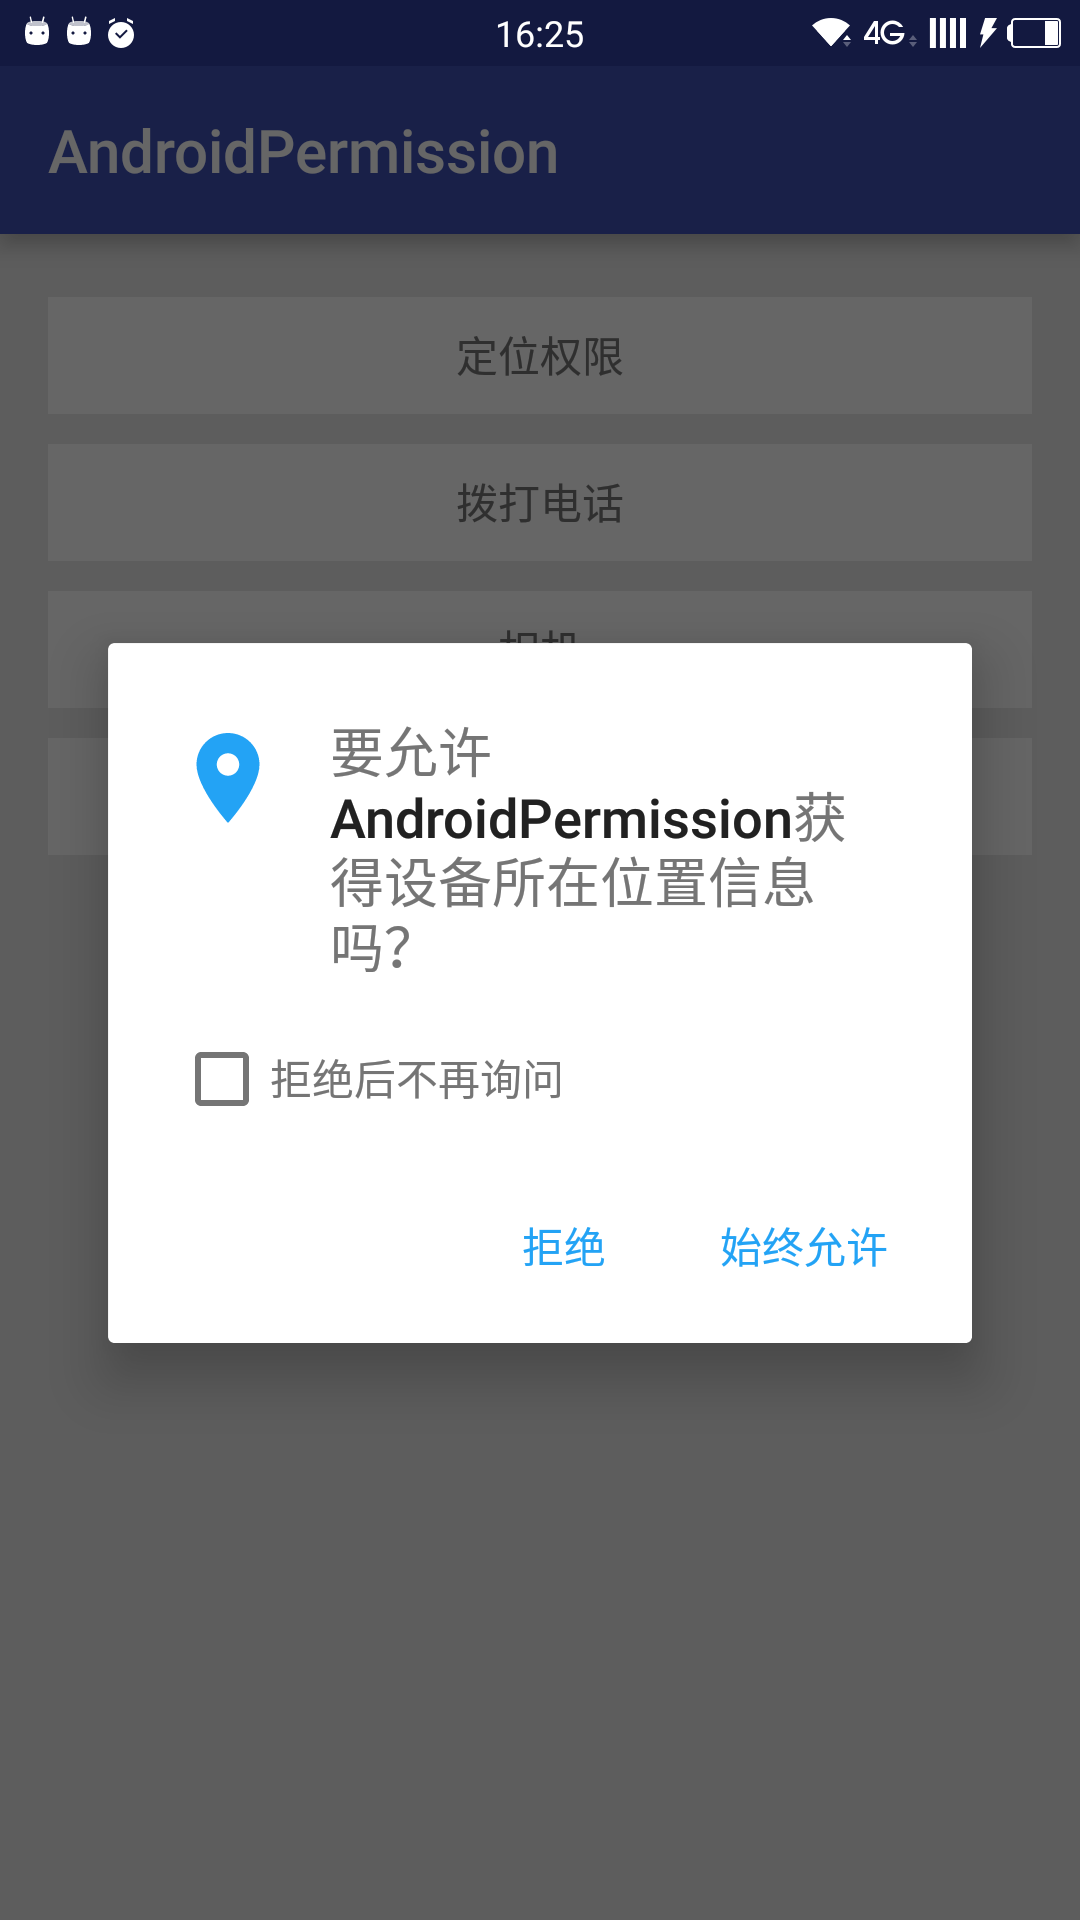 16:25
4G
AndroidPermission
定位权限
拨打电话
相机
要允许
AndroidPermission获
得设备所在位置信息
吗？
拒绝后不再询问
拒绝
始终允许